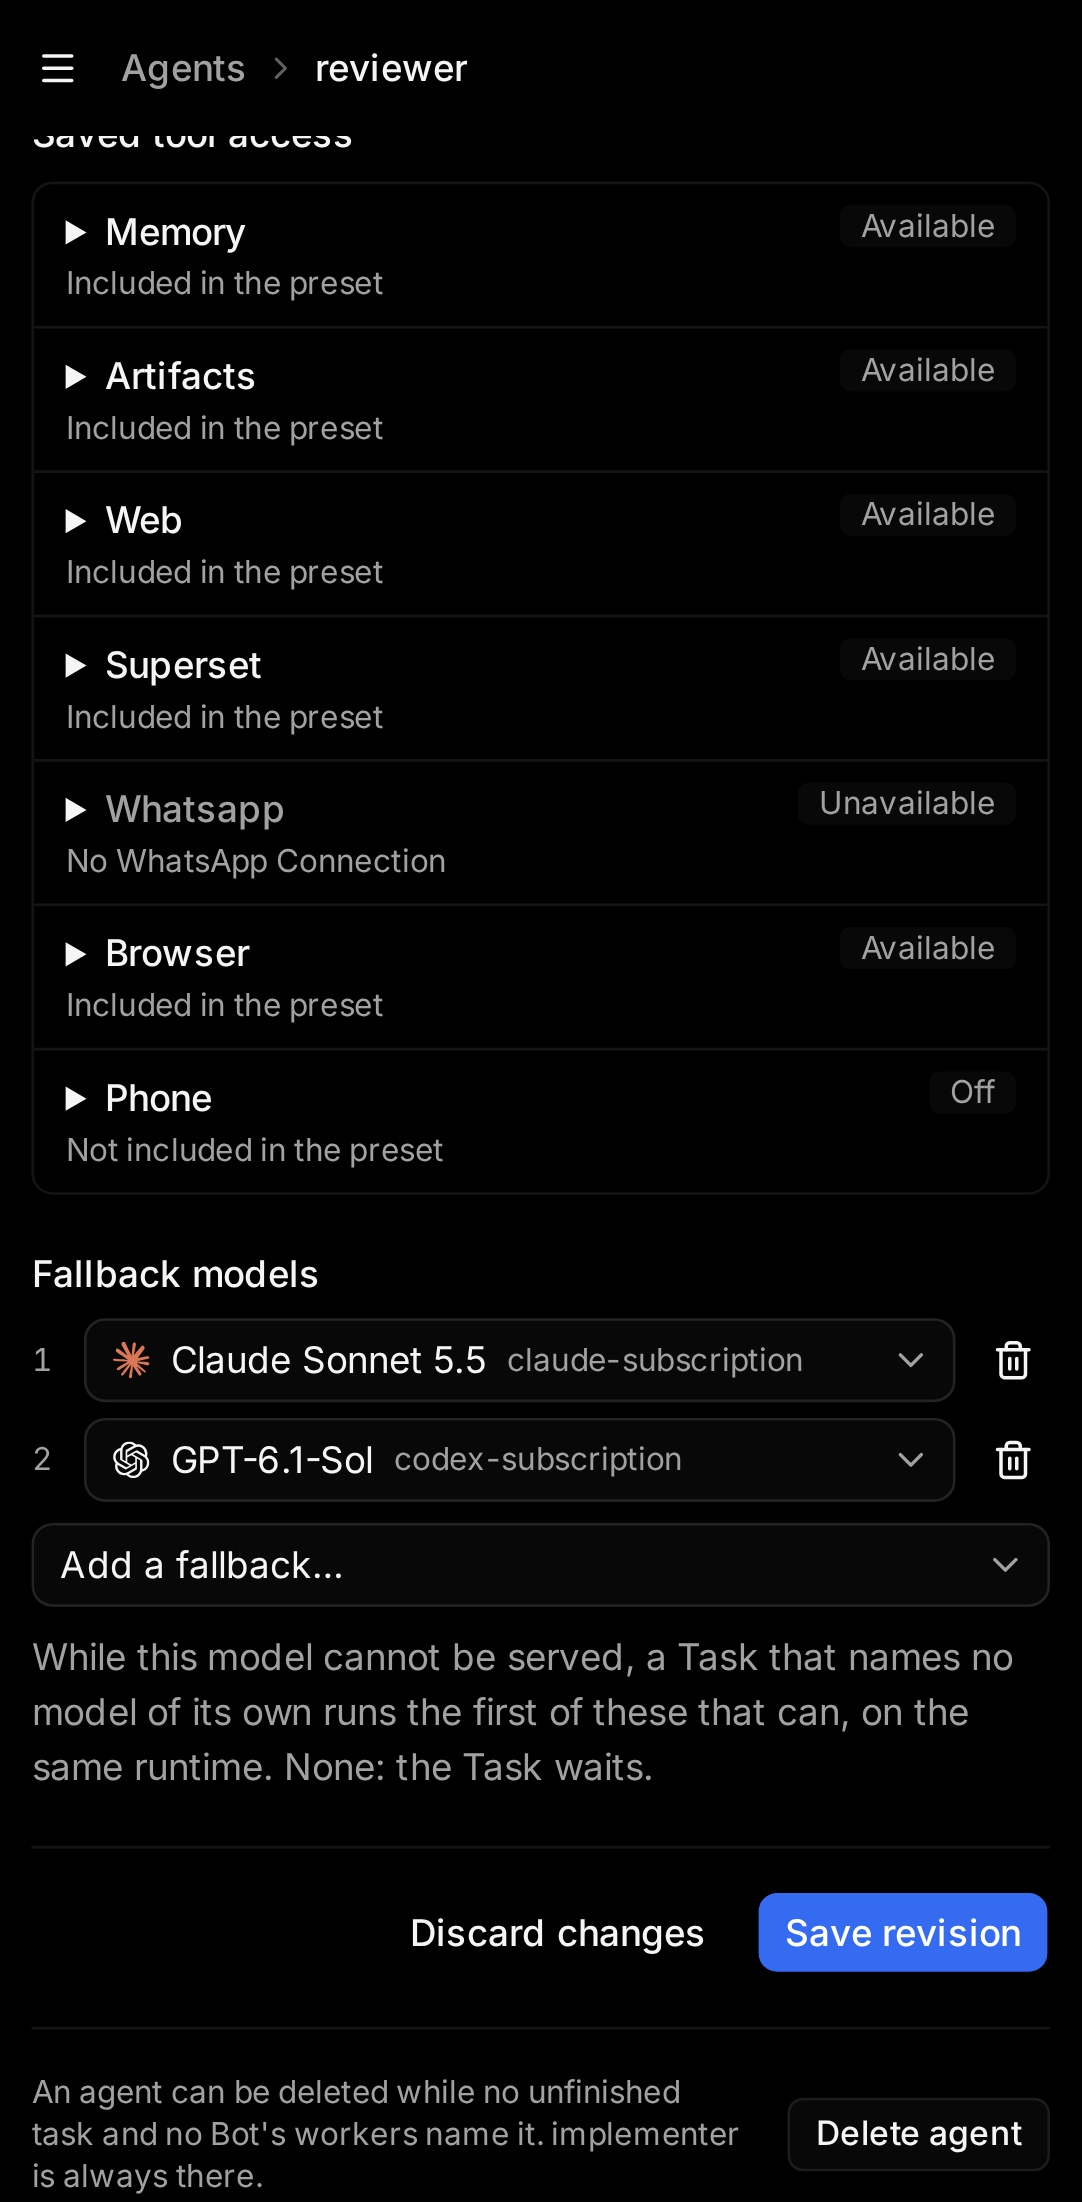 Agents > reviewer
Saved tool access
Memory
Available
Included in the preset
Artifacts
Available
Included in the preset
Web
Available
Included in the preset
Superset
Available
Included in the preset
Whatsapp
Unavailable
No WhatsApp Connection
Browser
Available
Included in the preset
Phone
Off
Not included in the preset
Fallback models
1 Claude Sonnet 5.5 claude-subscription
2 GPT-6.1-Sol codex-subscription
Add a fallback...
While this model cannot be served, a Task that names no
model of its own runs the first of these that can, on the
same runtime. None: the Task waits.
Discard changes
Save revision
An agent can be deleted while no unfinished
task and no Bot's workers name it. implementer
is always there.
Delete agent